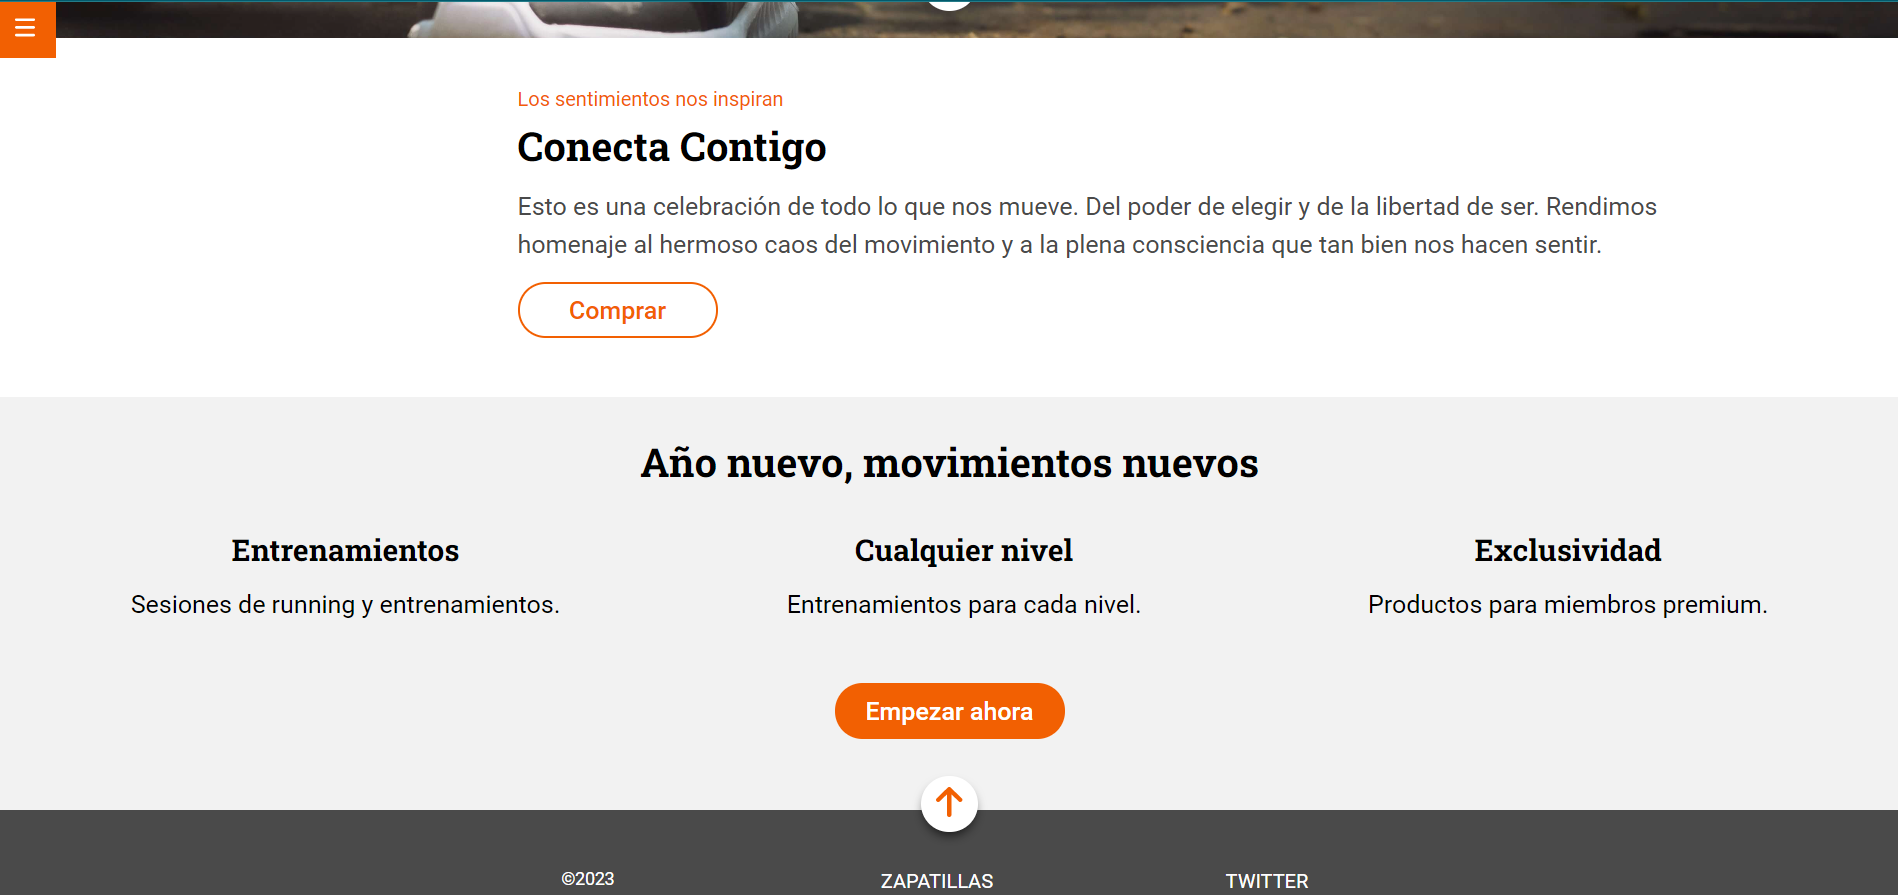 Los sentimientos nos inspiran
Conecta Contigo
Esto es una celebración de todo lo que nos mueve. Del poder de elegir y de la libertad de ser. Rendimos
homenaje al hermoso caos del movimiento y a la plena consciencia que tan bien nos hacen sentir.
Comprar
Año nuevo, movimientos nuevos
Entrenamientos
Sesiones de running y entrenamientos.
Cualquier nivel
Entrenamientos para cada nivel.
Exclusividad
Productos para miembros premium.
Empezar ahora
©2023
ZAPATILLAS
TWITTER